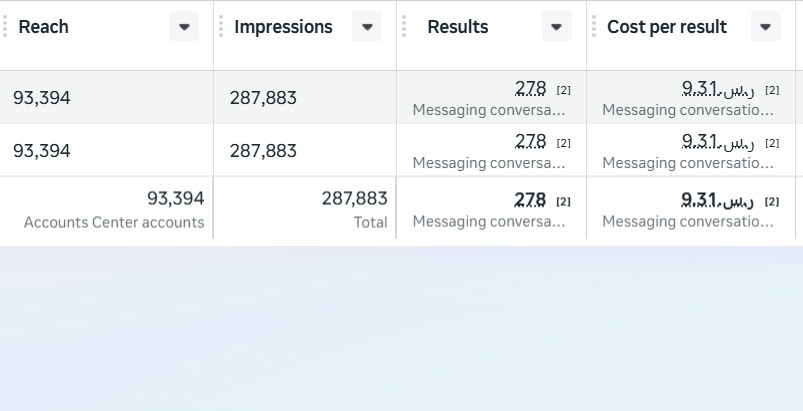 Reach Impressions Results Cost per result
93,394 287,883 278 [2] ر.س.‏9.31 [2]
Messaging conversa... Messaging conversatio...
93,394 287,883 278 [2] ر.س.‏9.31 [2]
Messaging conversa... Messaging conversatio...
93,394 287,883 278 [2] ر.س.‏9.31 [2]
Accounts Center accounts Total Messaging conversa... Messaging conversatio...